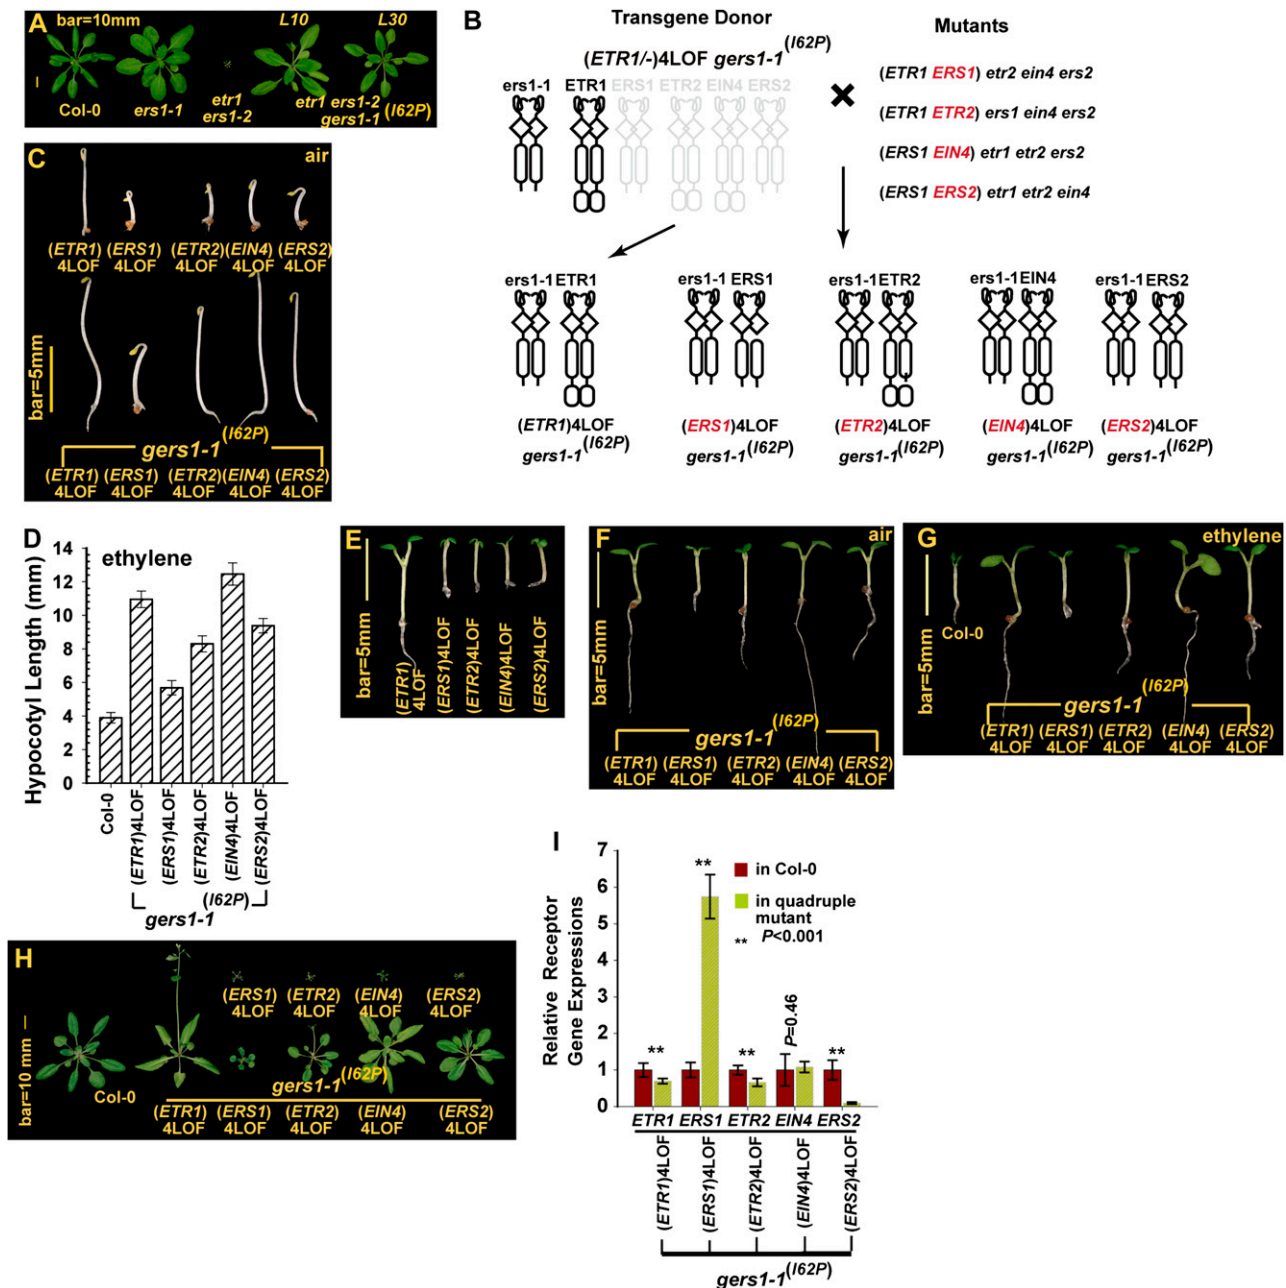 A
bar=10mm
L10
L30
Col-0
ers1-1
etr1
ers1-2
etr1 ers1-2
gers1-1(I62P)
B
Transgene Donor
(ETR1/-)4LOF gers1-1(I62P)
ers1-1 ETR1 ERS1 ETR2 EIN4 ERS2
Mutants
(ETR1 ERS1) etr2 ein4 ers2
(ETR1 ETR2) ers1 ein4 ers2
(ERS1 EIN4) etr1 etr2 ers2
(ERS1 ERS2) etr1 etr2 ein4
ers1-1 ETR1
ers1-1 ERS1
ers1-1 ETR2
ers1-1 EIN4
ers1-1 ERS2
(ETR1)4LOF
gers1-1(I62P)
(ERS1)4LOF
gers1-1(I62P)
(ETR2)4LOF
gers1-1(I62P)
(EIN4)4LOF
gers1-1(I62P)
(ERS2)4LOF
gers1-1(I62P)
C
air
(ETR1) (ERS1) (ETR2) (EIN4) (ERS2)
4LOF 4LOF 4LOF 4LOF 4LOF
bar=5mm
gers1-1(I62P)
(ETR1) (ERS1) (ETR2) (EIN4) (ERS2)
4LOF 4LOF 4LOF 4LOF 4LOF
D
ethylene
Hypocotyl Length (mm)
14
12
10
8
6
4
2
0
Col-0
(ETR1)4LOF
(ERS1)4LOF
(ETR2)4LOF
(EIN4)4LOF
(ERS2)4LOF
gers1-1(I62P)
E
bar=5mm
(ETR1)
4LOF
(ERS1)4LOF
(ETR2)4LOF
(EIN4)4LOF
(ERS2)4LOF
F
air
bar=5mm
gers1-1(I62P)
(ETR1) (ERS1) (ETR2) (EIN4) (ERS2)
4LOF 4LOF 4LOF 4LOF 4LOF
G
ethylene
bar=5mm
Col-0
gers1-1(I62P)
(ETR1) (ERS1) (ETR2) (EIN4) (ERS2)
4LOF 4LOF 4LOF 4LOF 4LOF
H
bar=10 mm
Col-0
(ERS1) (ETR2) (EIN4) (ERS2)
4LOF 4LOF 4LOF 4LOF
gers1-1(I62P)
(ETR1) (ERS1) (ETR2) (EIN4) (ERS2)
4LOF 4LOF 4LOF 4LOF 4LOF
I
Relative Receptor
Gene Expressions
7
6
5
4
3
2
1
0
in Col-0
in quadruple
mutant
** P<0.001
**
**
**
P=0.46
**
ETR1 ERS1 ETR2 EIN4 ERS2
(ETR1)4LOF
(ERS1)4LOF
(ETR2)4LOF
(EIN4)4LOF
(ERS2)4LOF
gers1-1(I62P)